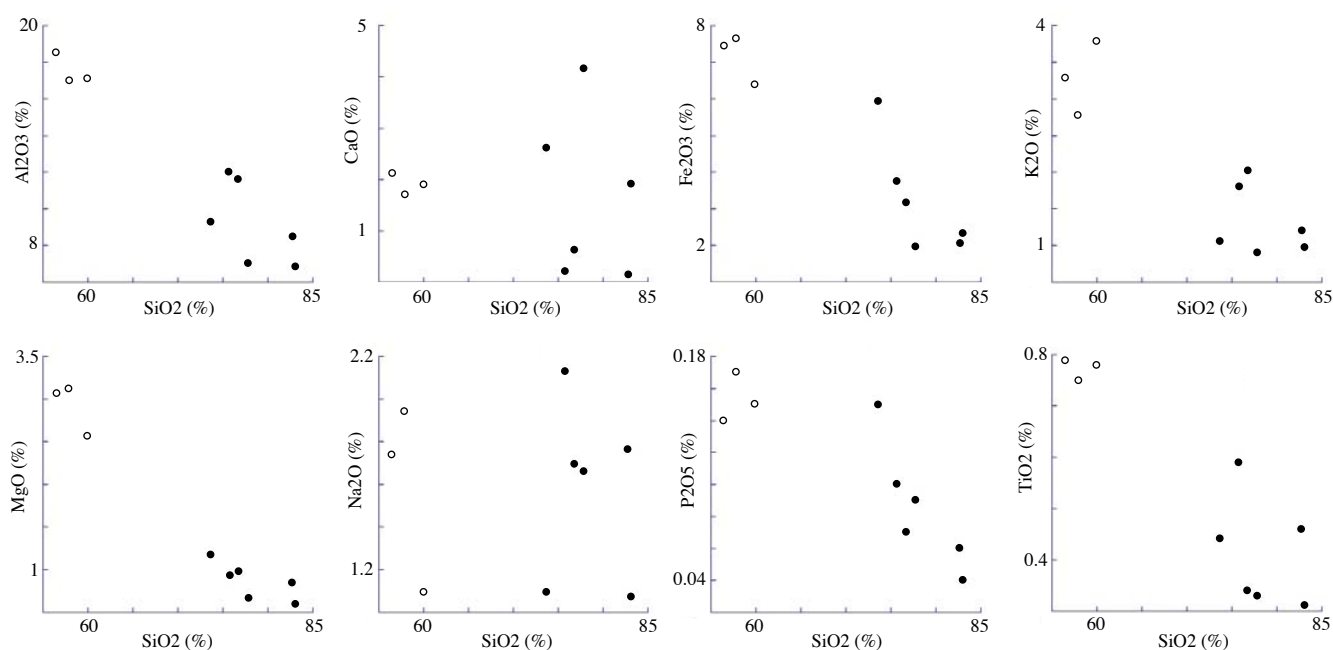 20
Al2O3 (%)
8
60
85
SiO2 (%)
5
CaO (%)
1
60
85
SiO2 (%)
8
Fe2O3 (%)
2
60
85
SiO2 (%)
4
K2O (%)
1
60
85
SiO2 (%)
3.5
MgO (%)
1
60
85
SiO2 (%)
2.2
Na2O (%)
1.2
60
85
SiO2 (%)
0.18
P2O5 (%)
0.04
60
85
SiO2 (%)
0.8
TiO2 (%)
0.4
60
85
SiO2 (%)